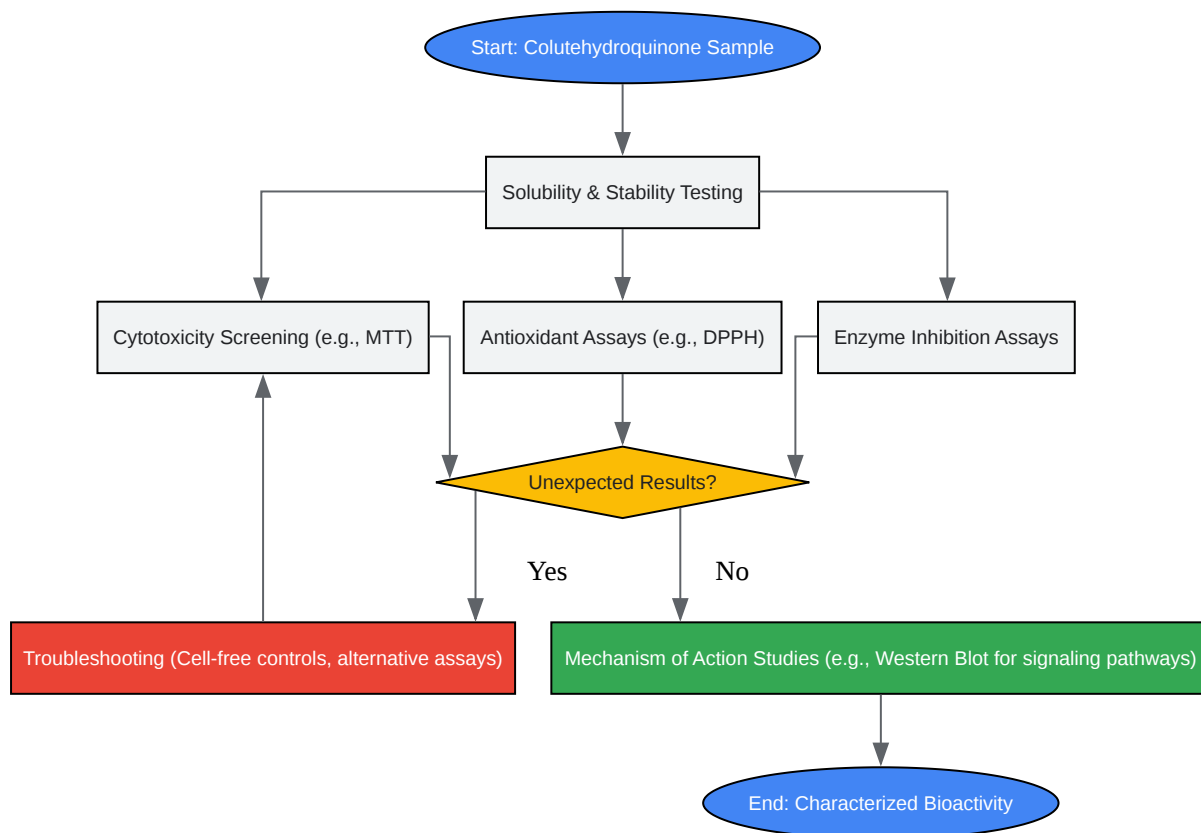 Start: Colutehydroquinone Sample
Solubility & Stability Testing
Cytotoxicity Screening (e.g., MTT)
Antioxidant Assays (e.g., DPPH)
Enzyme Inhibition Assays
Unexpected Results?
Yes
No
Troubleshooting (Cell-free controls, alternative assays)
Mechanism of Action Studies (e.g., Western Blot for signaling pathways)
End: Characterized Bioactivity